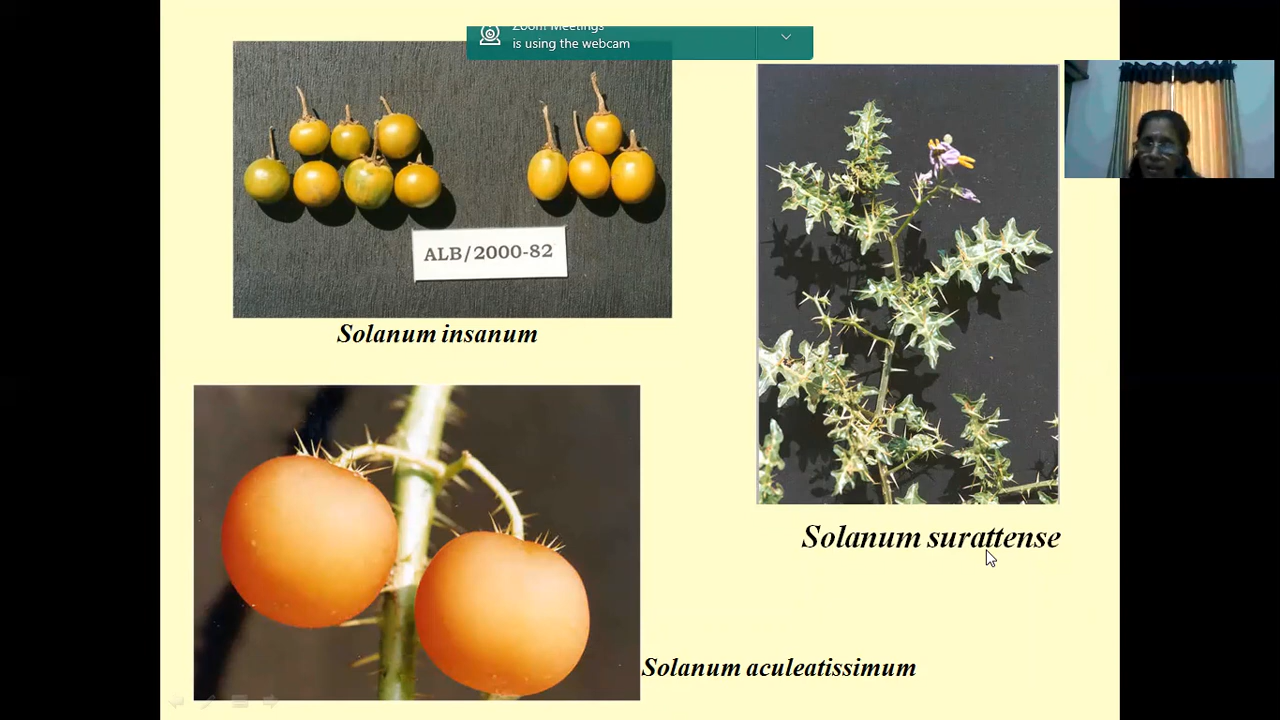 Zoom Meetings
is using the webcam
ALB/2000-82
Solanum insanum
Solanum surattense
Solanum aculeatissimum